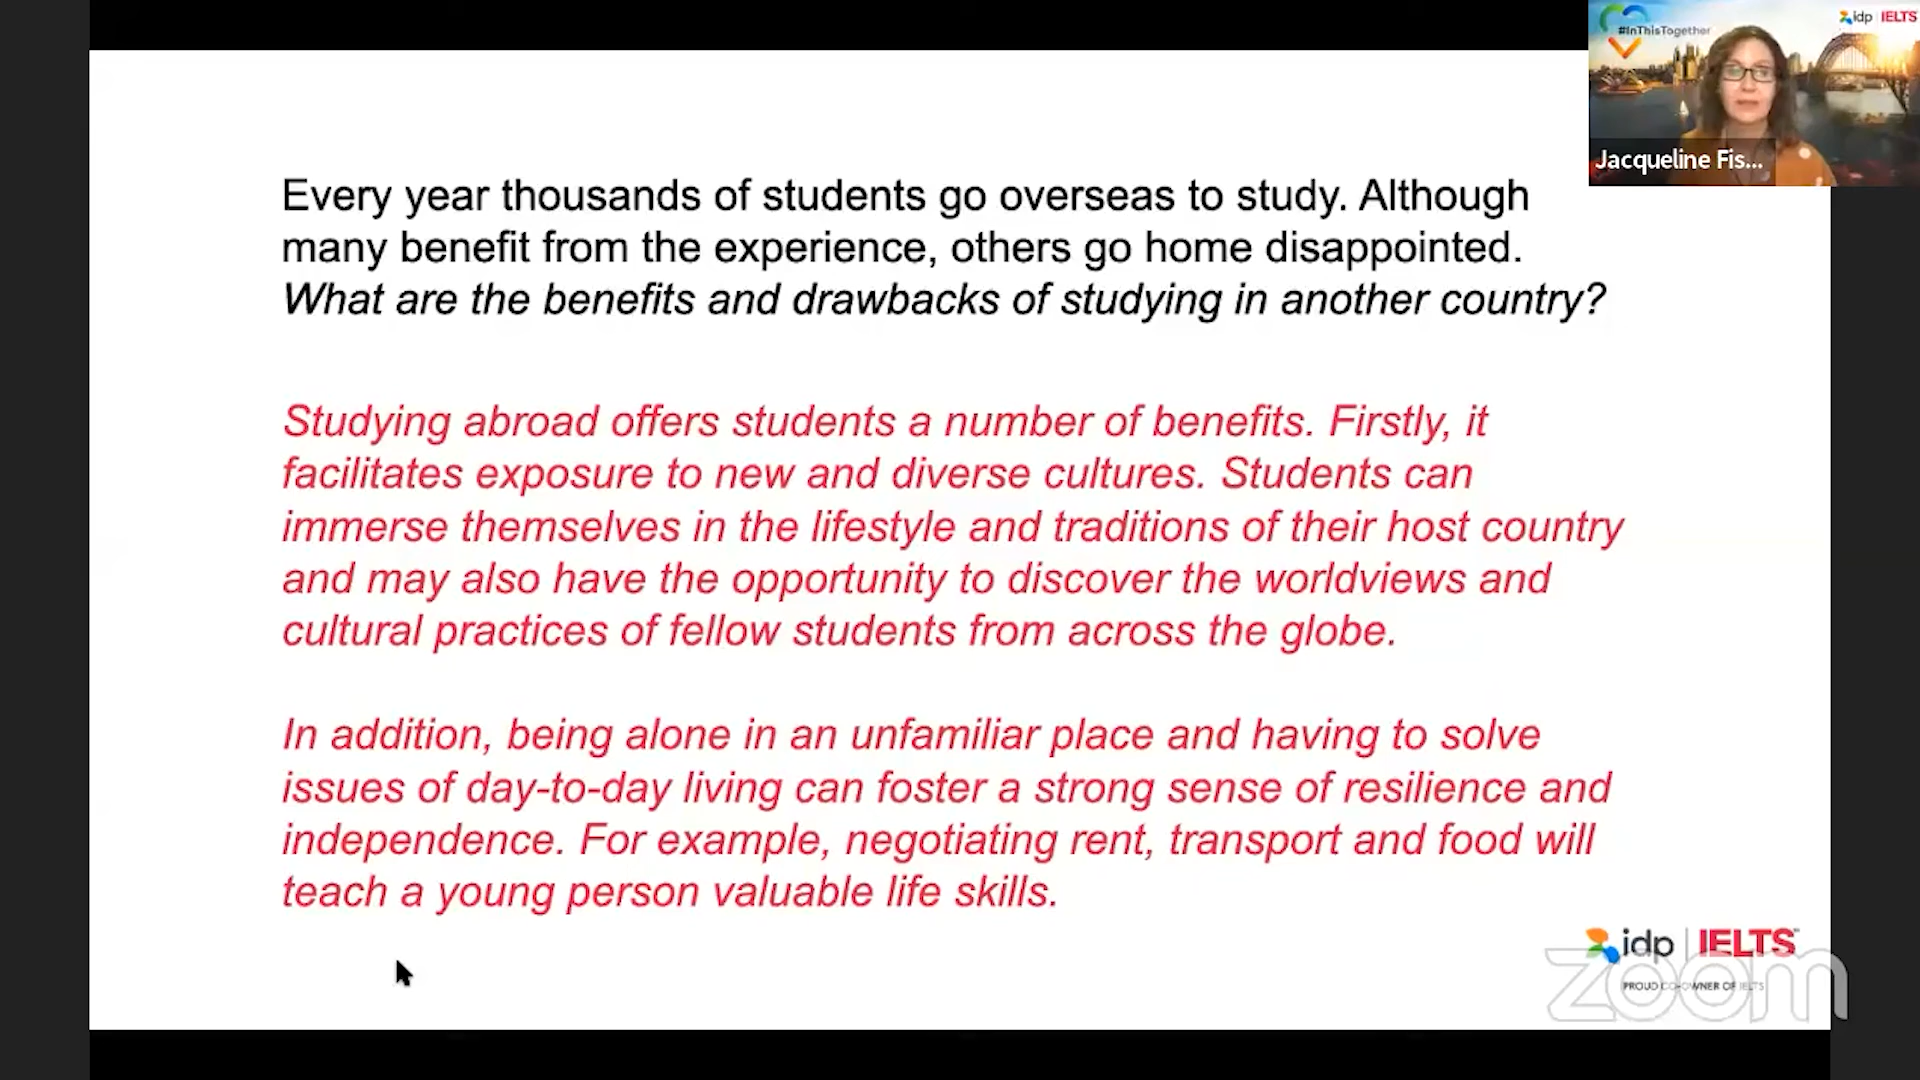 #InThisTogether
idp IELTS
Jacqueline Fis...
Every year thousands of students go overseas to study. Although
many benefit from the experience, others go home disappointed.
What are the benefits and drawbacks of studying in another country?
Studying abroad offers students a number of benefits. Firstly, it
facilitates exposure to new and diverse cultures. Students can
immerse themselves in the lifestyle and traditions of their host country
and may also have the opportunity to discover the worldviews and
cultural practices of fellow students from across the globe.
In addition, being alone in an unfamiliar place and having to solve
issues of day-to-day living can foster a strong sense of resilience and
independence. For example, negotiating rent, transport and food will
teach a young person valuable life skills.
idp IELTS
PROUD CO-OWNER OF IELTS
zoom